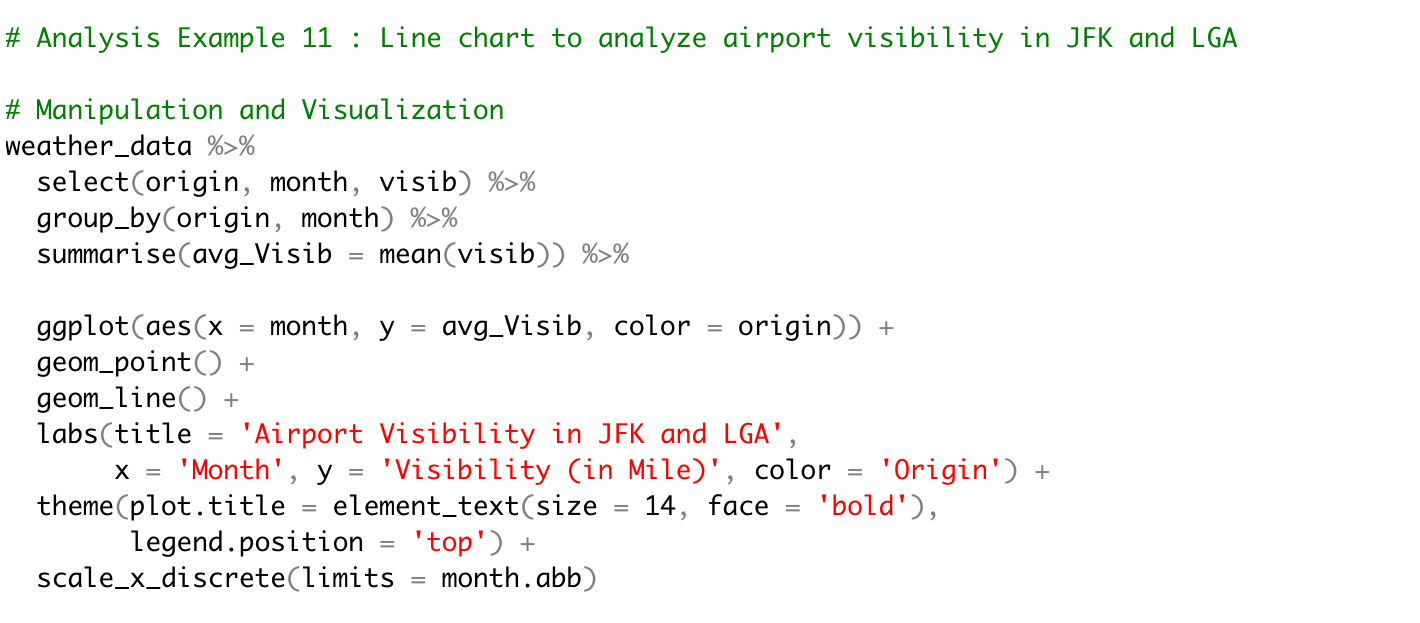 # Analysis Example 11 : Line chart to analyze airport visibility in JFK and LGA

# Manipulation and Visualization
weather_data %>%
  select(origin, month, visib) %>%
  group_by(origin, month) %>%
  summarise(avg_Visib = mean(visib)) %>%

  ggplot(aes(x = month, y = avg_Visib, color = origin)) +
  geom_point() +
  geom_line() +
  labs(title = 'Airport Visibility in JFK and LGA',
       x = 'Month', y = 'Visibility (in Mile)', color = 'Origin') +
  theme(plot.title = element_text(size = 14, face = 'bold'),
        legend.position = 'top') +
  scale_x_discrete(limits = month.abb)